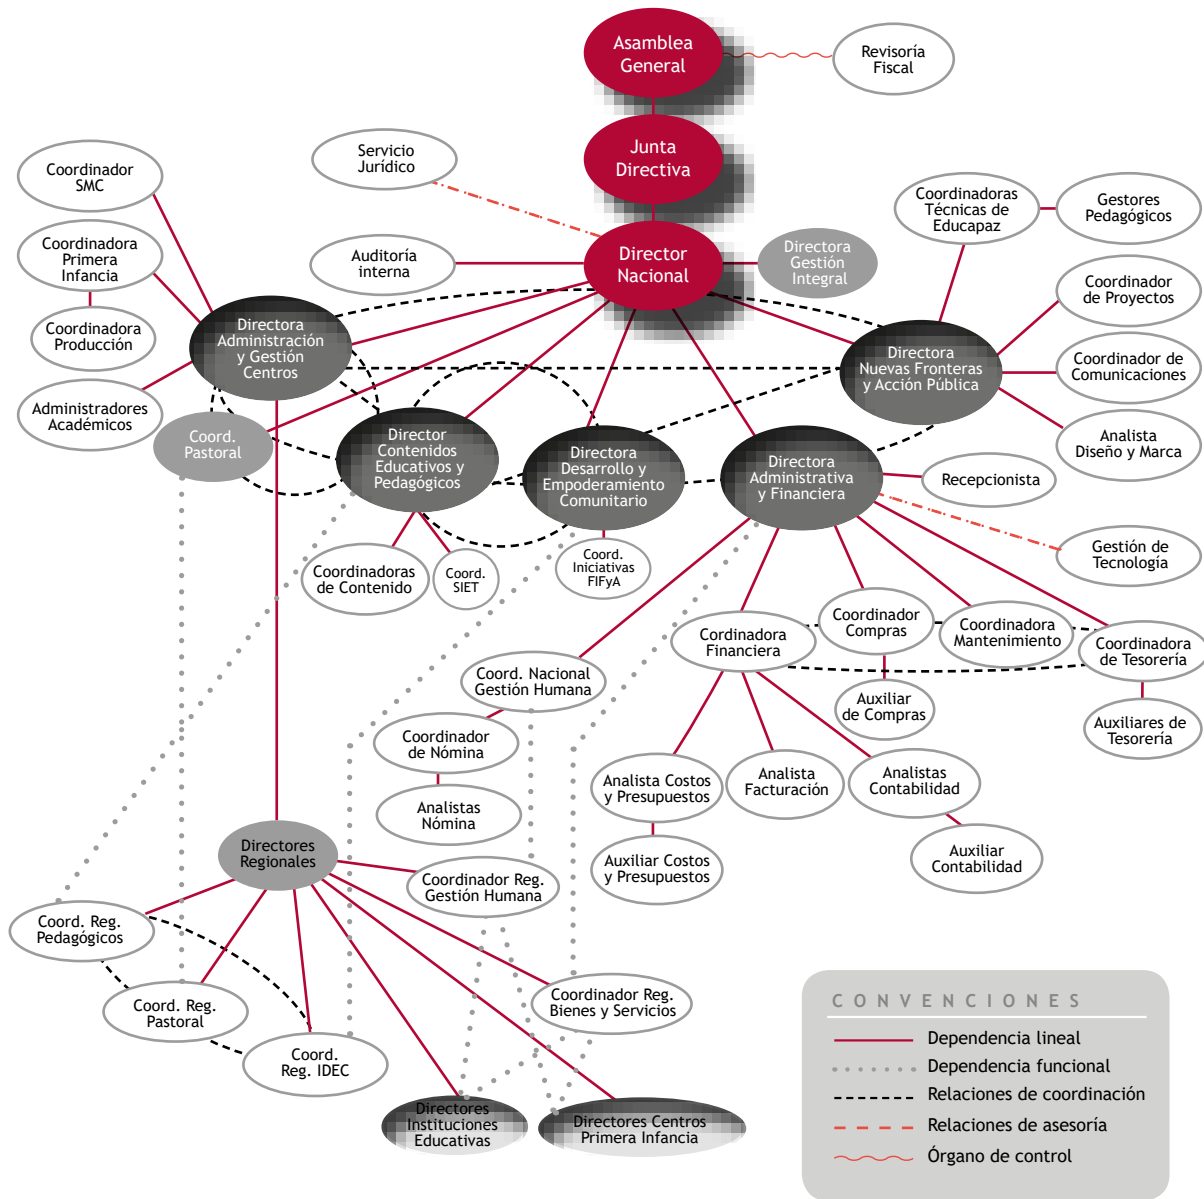 Asamblea
General
Revisoría
Fiscal
Junta
Directiva
Servicio
Jurídico
Coordinador
SMC
Coordinadoras
Técnicas de
Educapaz
Gestores
Pedagógicos
Coordinadora
Primera
Infancia
Auditoría
interna
Director
Nacional
Directora
Gestión
Integral
Coordinador
de Proyectos
Coordinadora
Producción
Directora
Administración
y Gestión
Centros
Directora
Nuevas Fronteras
y Acción Pública
Coordinador de
Comunicaciones
Administradores
Académicos
Coord.
Pastoral
Director
Contenidos
Educativos y
Pedagógicos
Directora
Desarrollo y
Empoderamiento
Comunitario
Directora
Administrativa
y Financiera
Analista
Diseño y Marca
Recepcionista
Gestión de
Tecnología
Coordinadoras
de Contenido
Coord.
SIET
Coord.
Iniciativas
FIFyA
Cordinadora
Financiera
Coordinador
Compras
Coordinadora
Mantenimiento
Coordinadora
de Tesorería
Coord. Nacional
Gestión Humana
Auxiliar
de Compras
Auxiliares de
Tesorería
Coordinador
de Nómina
Analistas
Nómina
Analista Costos
y Presupuestos
Analista
Facturación
Analistas
Contabilidad
Auxiliar Costos
y Presupuestos
Auxiliar
Contabilidad
Directores
Regionales
Coordinador Reg.
Gestión Humana
Coord. Reg.
Pedagógicos
Coord. Reg.
Pastoral
Coord.
Reg. IDEC
Coordinador Reg.
Bienes y Servicios
Directores
Instituciones
Educativas
Directores Centros
Primera Infancia
CONVENCIONES
Dependencia lineal
Dependencia funcional
Relaciones de coordinación
Relaciones de asesoría
Órgano de control